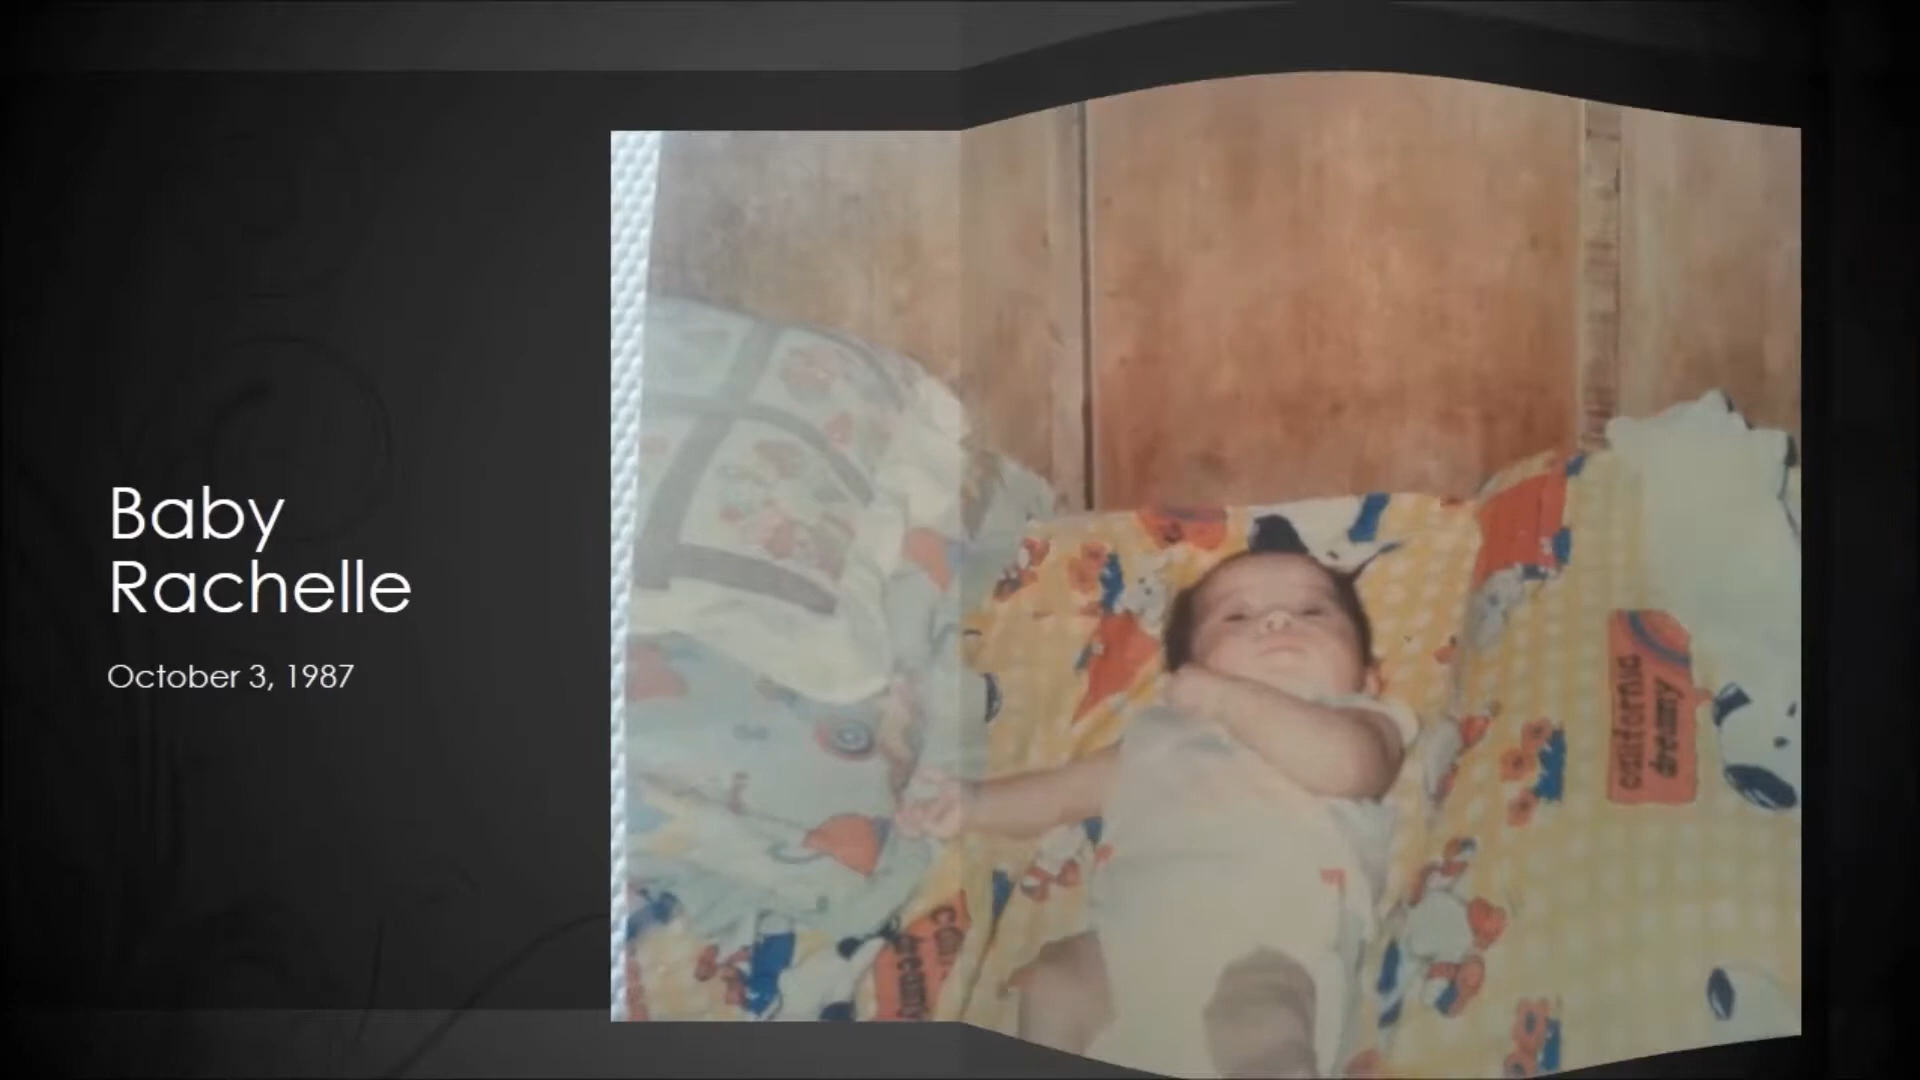 Baby
Rachelle
October 3, 1987
california
dreamy